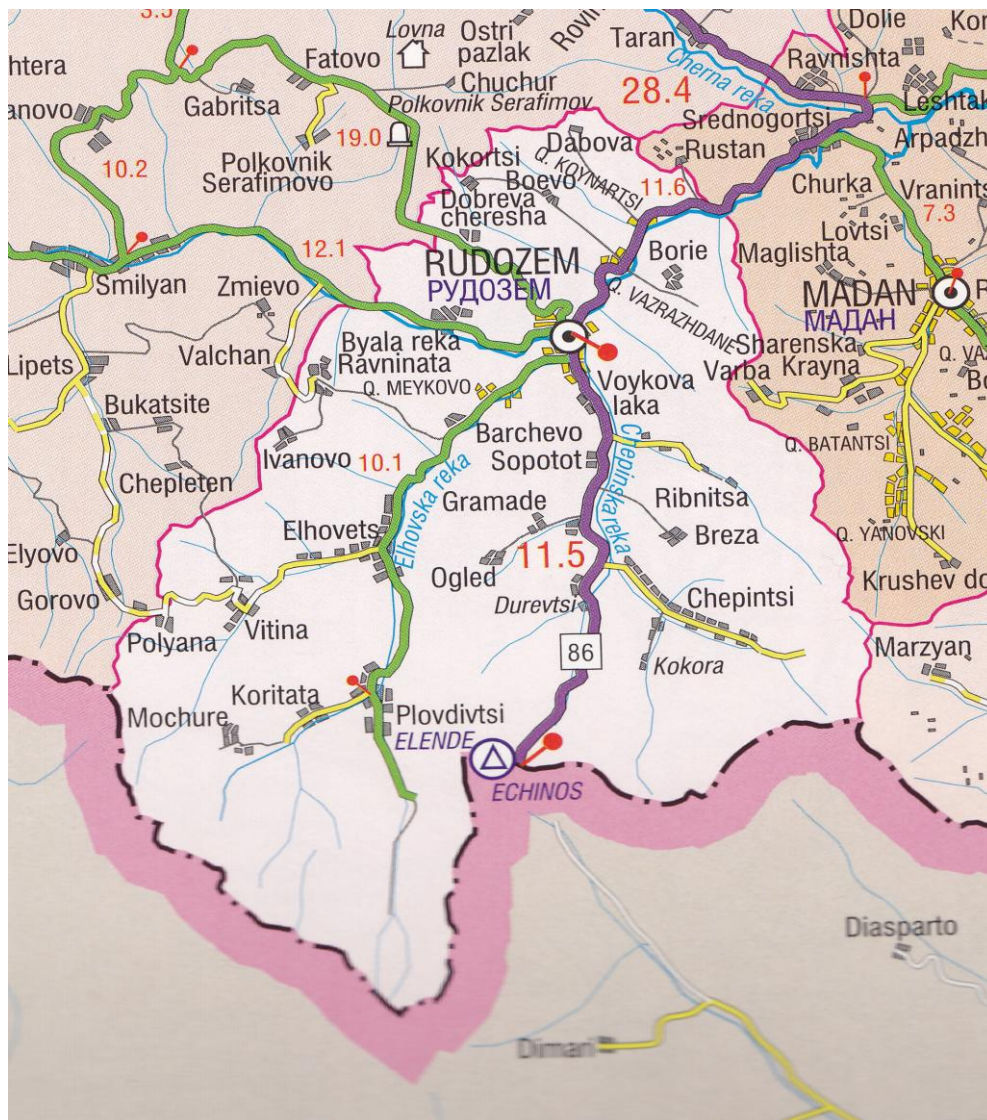 3.5
Lovna
Ostri
pazlak
Rovin
Taran
Dolie
Kor
htera
Fatovo
Chuchur
Ravnishta
anovo
Gabritsa
Polkovnik Serafimov
Cherna reka
28.4
Leshtak
19.0
Srednogortsi
Arpadzh
10.2
Polkovnik
Serafimovo
Kokortsi
Dabova
Rustan
Q. KOYNARTSI
Boevo
11.6
Churka
Vranints
Dobreva
cheresha
7.3
Lovtsi
12.1
RUDOZEM
РУДОЗЕМ
Borie
Maglishta
Smilyan
Zmievo
Q. VAZRAZHDANE
MADAN
МАДАН
R
Byala reka
Sharenska
Lipets
Valchan
Ravninata
Varba
Krayna
Q. VA
Q. MEYKOVO
Voykova
laka
Bo
Bukatsite
Barchevo
Q. BATANTSI
Ivanovo
10.1
Sopotot
Chepleten
Elhovska reka
Chepinska reka
Gramade
Ribnitsa
Elhovets
Breza
Q. YANOVSKI
Elyovo
Ogled
11.5
Krushev do
Gorovo
Durevtsi
Chepintsi
Polyana
Vitina
86
Kokora
Marzyan
Koritata
Mochure
Plovdivtsi
ELENDE
ECHINOS
Diasparto
Dimari